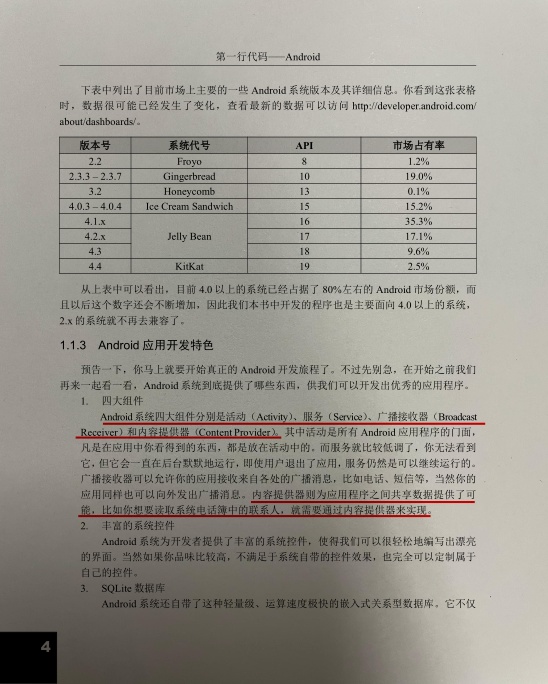 第一行代码——Android
下表中列出了目前市场上主要的一些 Android 系统版本及其详细信息。你看到这张表格
时，数据很可能已经发生了变化，查看最新的数据可以访问 http://developer.android.com/
about/dashboards/。
版本号 系统代号 API 市场占有率
2.2 Froyo 8 1.2%
2.3.3 – 2.3.7 Gingerbread 10 19.0%
3.2 Honeycomb 13 0.1%
4.0.3 – 4.0.4 Ice Cream Sandwich 15 15.2%
4.1.x 16 35.3%
4.2.x Jelly Bean 17 17.1%
4.3 18 9.6%
4.4 KitKat 19 2.5%
从上表中可以看出，目前 4.0 以上的系统已经占据了 80%左右的 Android 市场份额，而
且以后这个数字还会不断增加，因此我们本书中开发的程序也是主要面向 4.0 以上的系统，
2.x 的系统就不再去兼容了。
1.1.3 Android 应用开发特色
预告一下，你马上就要开始真正的 Android 开发旅程了。不过先别急，在开始之前我们
再来一起看一看，Android 系统到底提供了哪些东西，供我们可以开发出优秀的应用程序。
1. 四大组件
Android 系统四大组件分别是活动（Activity）、服务（Service）、广播接收器（Broadcast
Receiver）和内容提供器（Content Provider）。其中活动是所有 Android 应用程序的门面，
凡是在应用中你看得到的东西，都是放在活动中的。而服务就比较低调了，你无法看到
它，但它会一直在后台默默地运行，即使用户退出了应用，服务仍然是可以继续运行的。
广播接收器可以允许你的应用接收来自各处的广播消息，比如电话、短信等，当然你的
应用同样也可以向外发出广播消息。内容提供器则为应用程序之间共享数据提供了可
能，比如你想要读取系统电话簿中的联系人，就需要通过内容提供器来实现。
2. 丰富的系统控件
Android 系统为开发者提供了丰富的系统控件，使得我们可以很轻松地编写出漂亮
的界面。当然如果你品味比较高，不满足于系统自带的控件效果，也完全可以定制属于
自己的控件。
3. SQLite 数据库
Android 系统还自带了这种轻量级、运算速度极快的嵌入式关系型数据库。它不仅
4